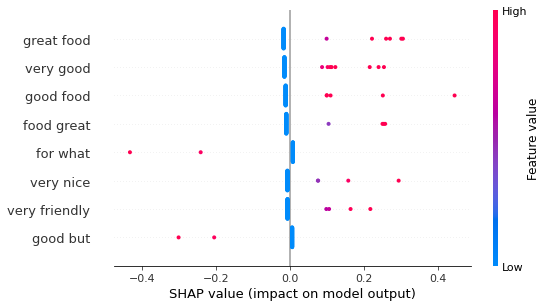 High
great food
very good
good food
food great
for what
very nice
very friendly
good but
Feature value
Low
−0.4 −0.2 0.0 0.2 0.4
SHAP value (impact on model output)